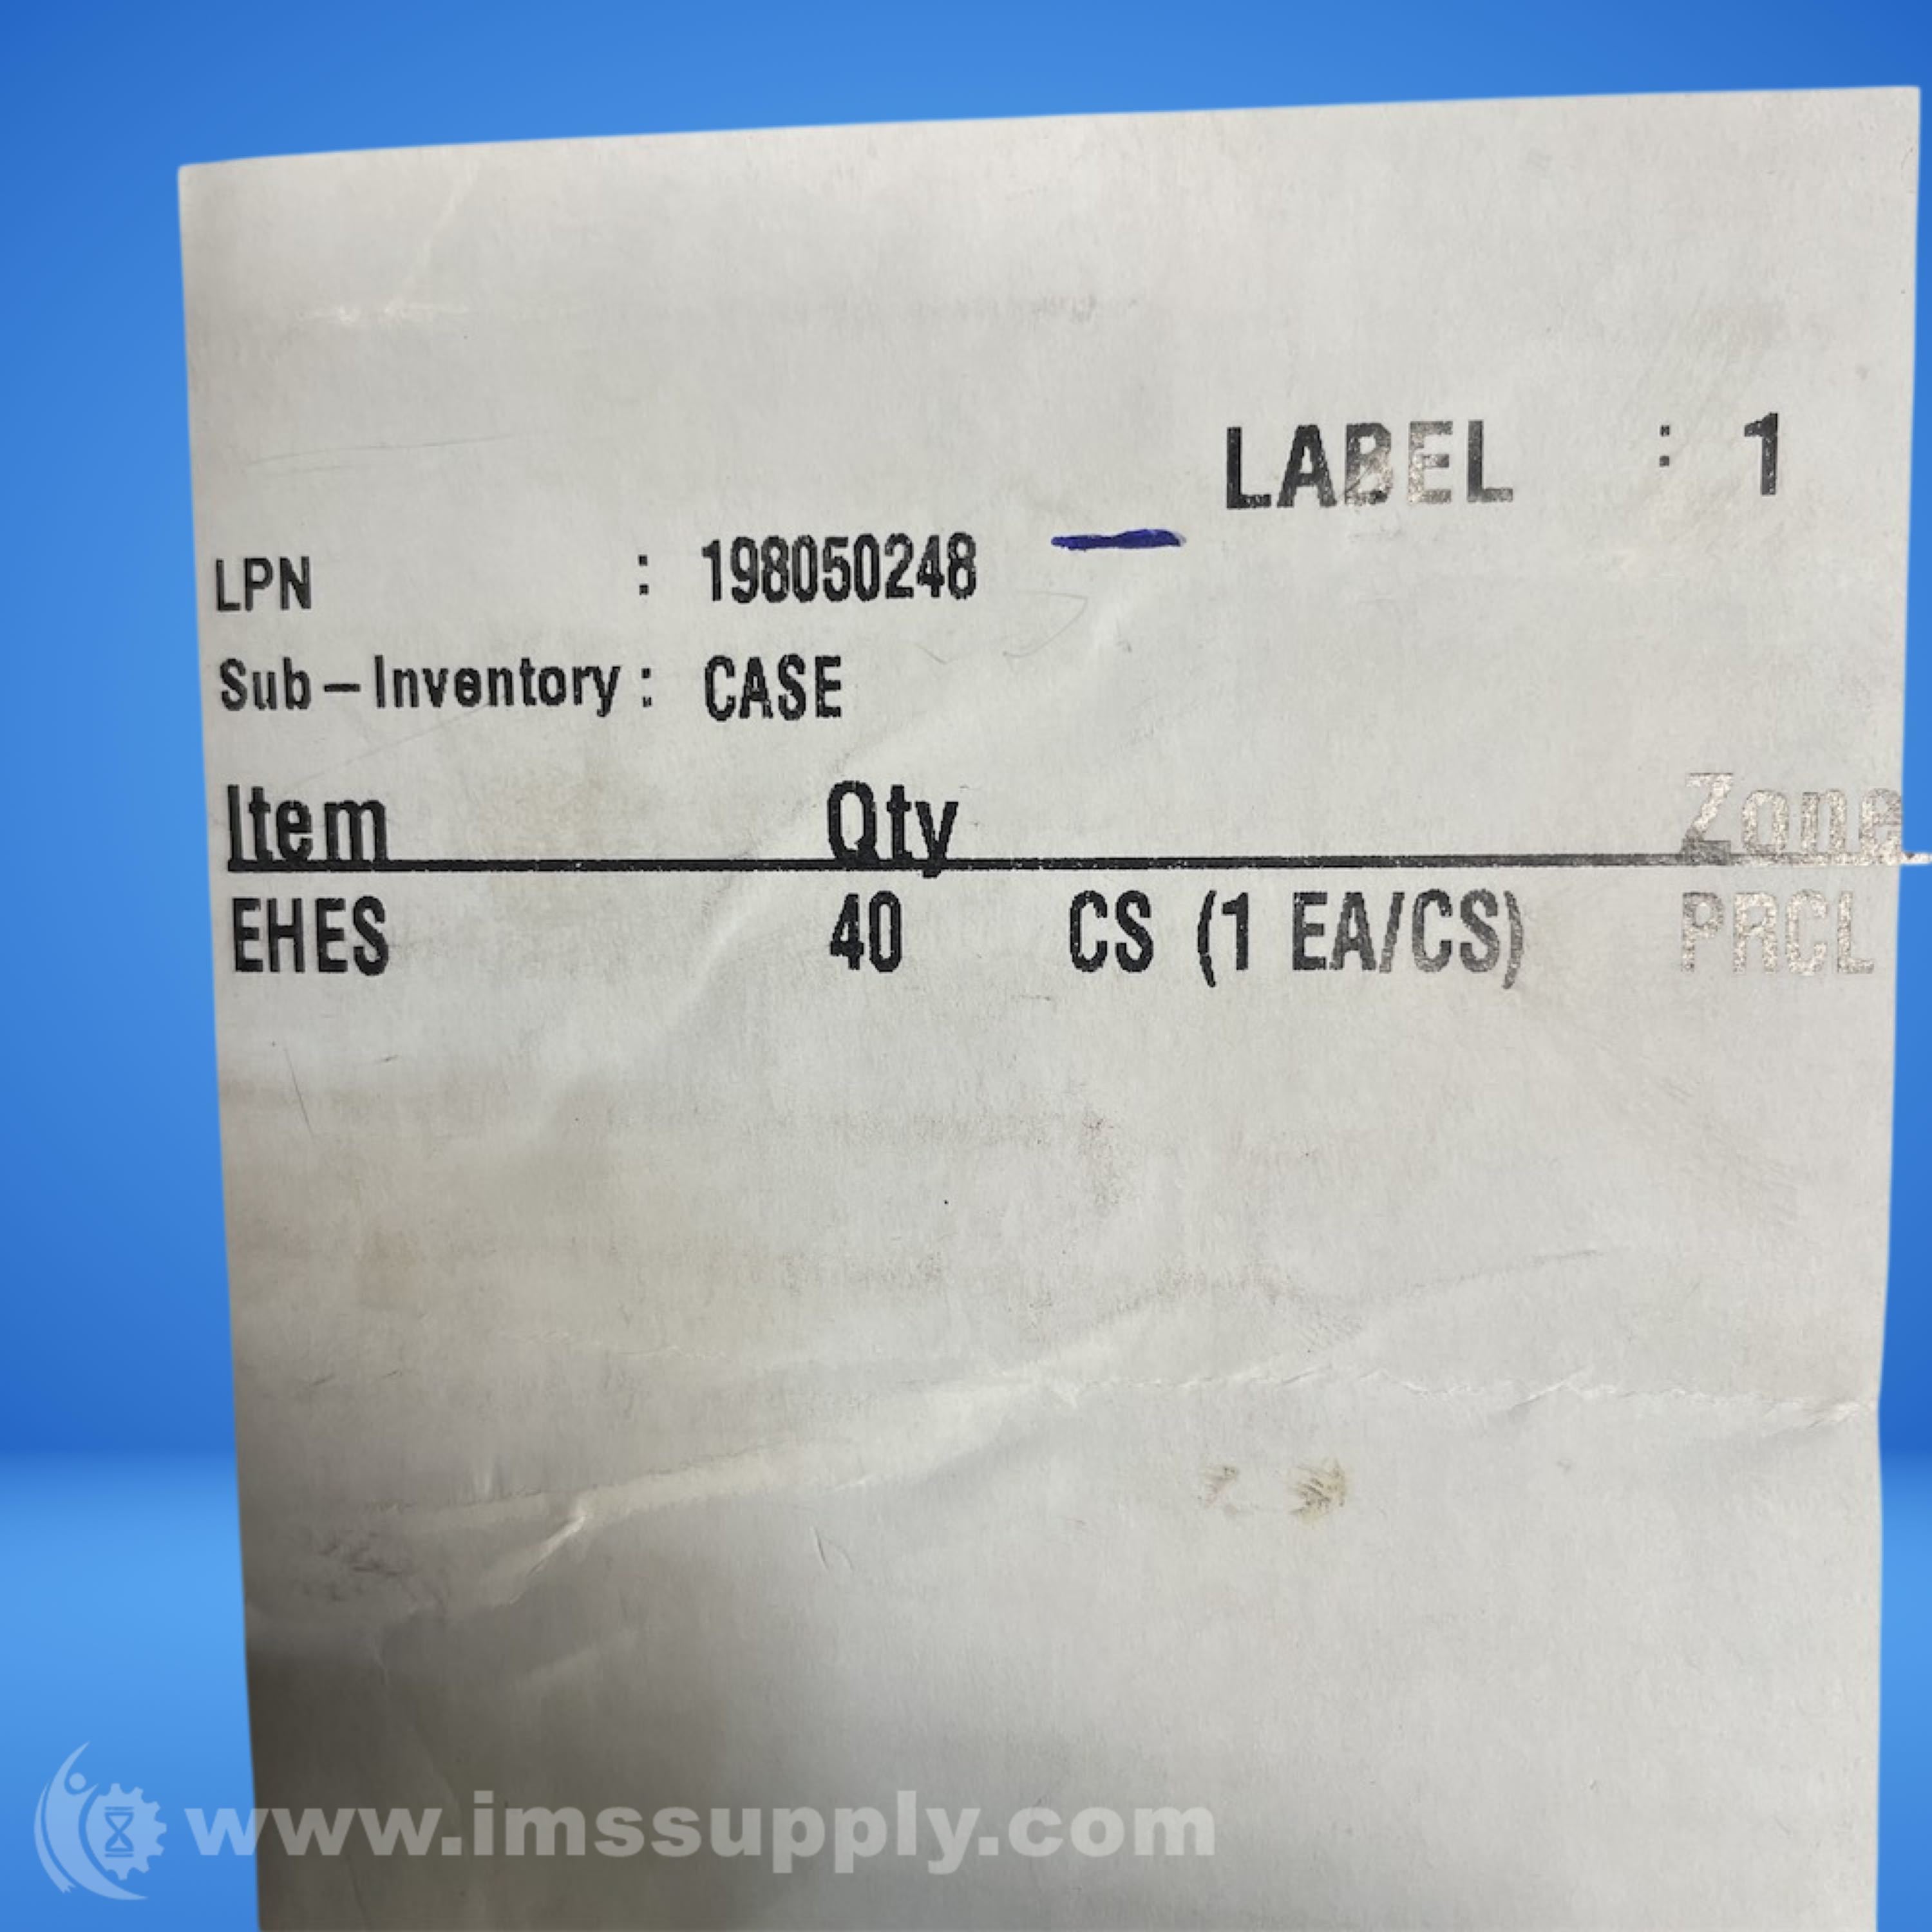 LABEL : 1
LPN : 198050248
Sub-Inventory : CASE
Item Qty Zone
EHES 40 CS (1 EA/CS) PRCL
www.imssupply.com